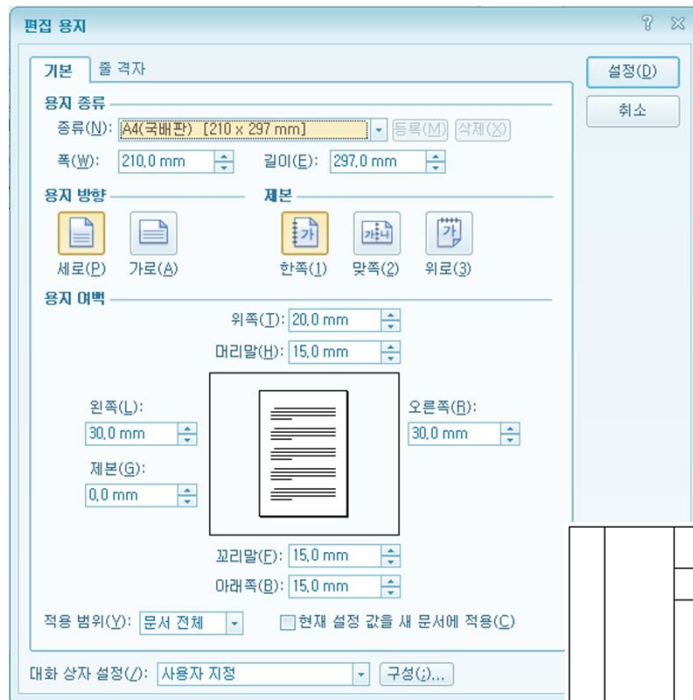 편집 용지
기본 줄 격자
설정(D)
취소
용지 종류
종류(N): A4(국배판) [210 x 297 mm] 등록(M) 삭제(X)
폭(W): 210,0 mm 길이(E): 297,0 mm
용지 방향 제본
가 가나 가
세로(P) 가로(A) 한쪽(1) 맞쪽(2) 위로(3)
용지 여백
위쪽(T): 20,0 mm
머리말(H): 15,0 mm
왼쪽(L): 오른쪽(R):
30,0 mm 30,0 mm
제본(G):
0,0 mm
꼬리말(F): 15,0 mm
아래쪽(B): 15,0 mm
적용 범위(Y): 문서 전체 현재 설정 값을 새 문서에 적용(C)
대화 상자 설정(/): 사용자 지정 구성(;)...